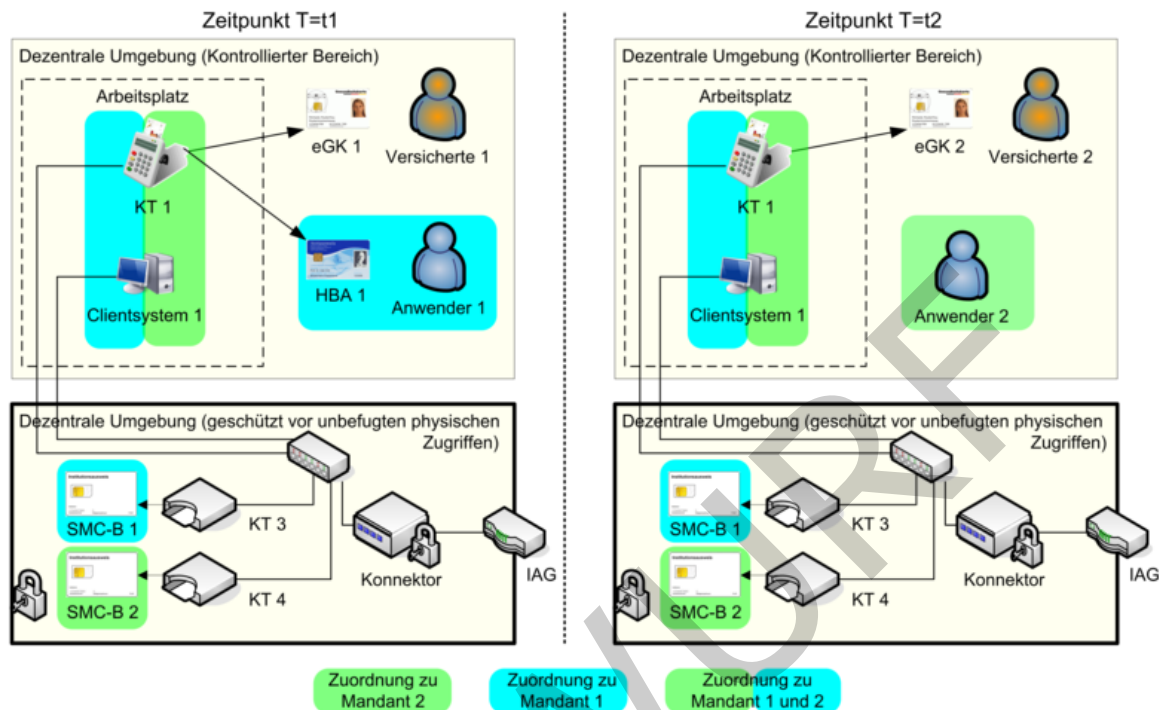 Zeitpunkt T=t1
Dezentrale Umgebung (Kontrollierter Bereich)
Arbeitsplatz
KT 1
eGK 1
Versicherte 1
HBA 1
Anwender 1
Clientsystem 1
Dezentrale Umgebung (geschützt vor unbefugten physischen
Zugriffen)
SMC-B 1
KT 3
SMC-B 2
KT 4
Konnektor
IAG
Zeitpunkt T=t2
Dezentrale Umgebung (Kontrollierter Bereich)
Arbeitsplatz
KT 1
eGK 2
Versicherte 2
Anwender 2
Clientsystem 1
Dezentrale Umgebung (geschützt vor unbefugten physischen
Zugriffen)
SMC-B 1
KT 3
SMC-B 2
KT 4
Konnektor
IAG
Zuordnung zu
Mandant 2
Zuordnung zu
Mandant 1
Zuordnung zu
Mandant 1 und 2